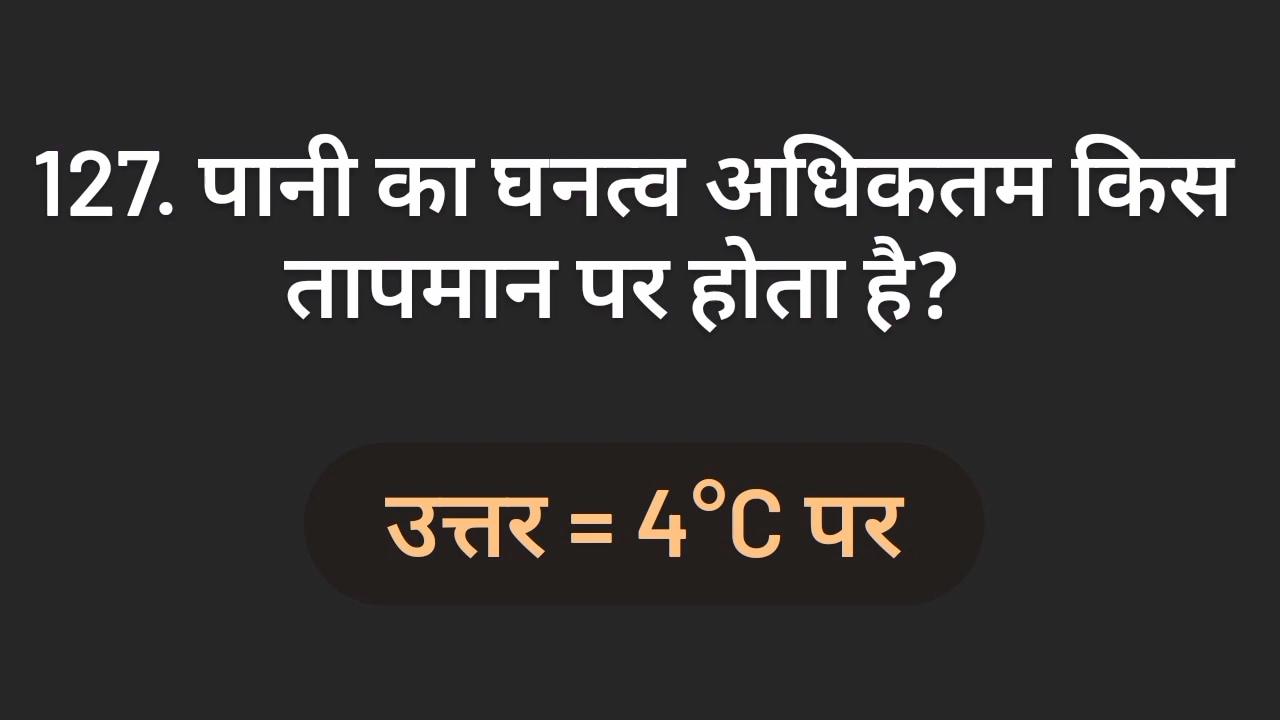 127. पानी का घनत्व अधिकतम किस
तापमान पर होता है?
उत्तर = 4°C पर